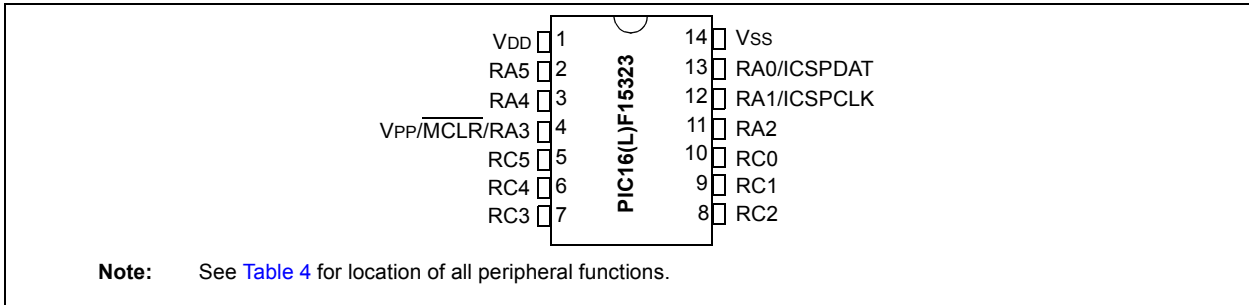 VDD 1 14 VSS
RA5 2 13 RA0/ICSPDAT
RA4 3 12 RA1/ICSPCLK
VPP/MCLR/RA3 4 11 RA2
RC5 5 10 RC0
RC4 6 9 RC1
RC3 7 8 RC2
PIC16(L)F15323
Note: See Table 4 for location of all peripheral functions.